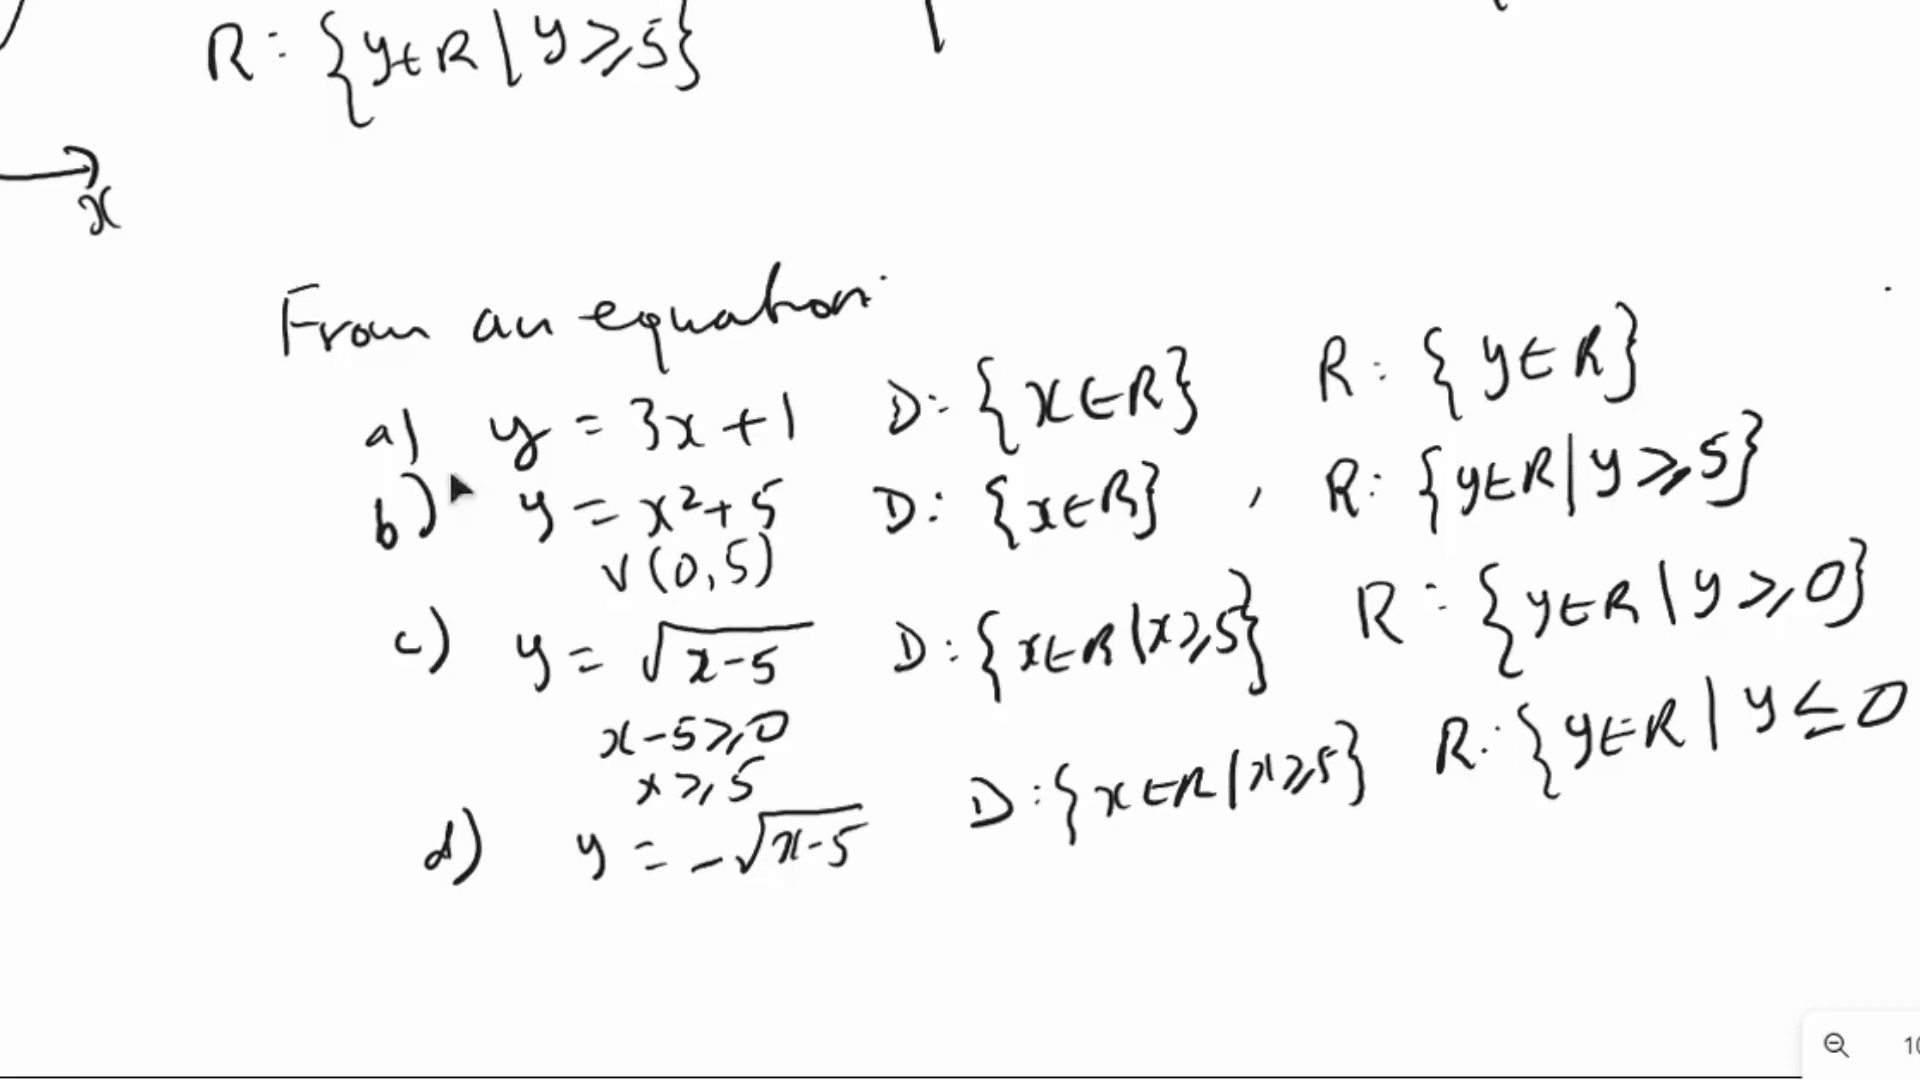 R: {y∈R | y ≥ 5}
x
From an equation:
a) y = 3x + 1 D: {x∈R} R: {y∈R}
b) y = x² + 5 D: {x∈R} , R: {y∈R | y ≥ 5}
V(0,5)
c) y = √(x-5) D: {x∈R | x ≥ 5} R: {y∈R | y ≥ 0}
x - 5 ≥ 0
x ≥ 5
d) y = -√(x-5) D: {x∈R | x ≥ 5} R: {y∈R | y ≤ 0
10